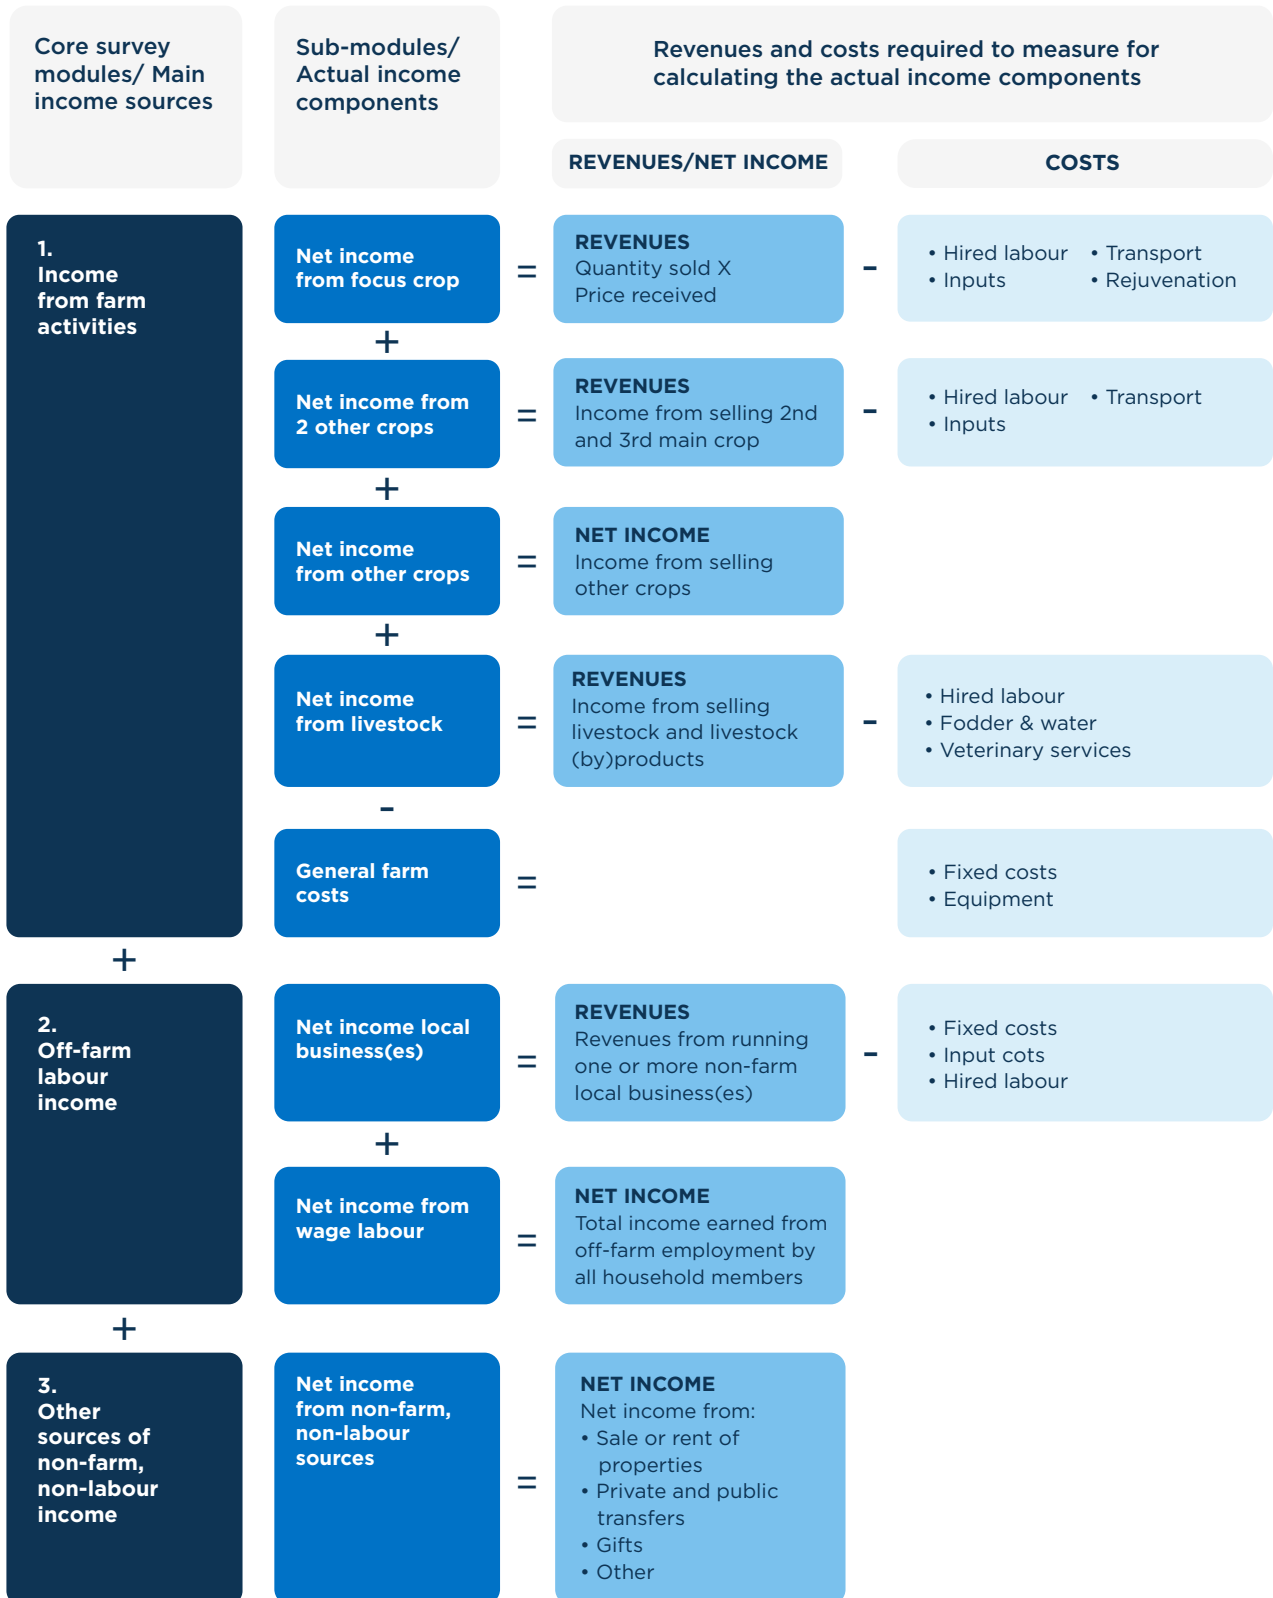 Core survey
modules/ Main
income sources
Sub-modules/
Actual income
components
Revenues and costs required to measure for
calculating the actual income components
REVENUES/NET INCOME
COSTS
1.
Income
from farm
activities
Net income
from focus crop
=
REVENUES
Quantity sold X
Price received
-
• Hired labour
• Inputs
• Transport
• Rejuvenation
+
Net income from
2 other crops
=
REVENUES
Income from selling 2nd
and 3rd main crop
-
• Hired labour
• Inputs
• Transport
+
Net income
from other crops
=
NET INCOME
Income from selling
other crops
+
Net income
from livestock
=
REVENUES
Income from selling
livestock and livestock
(by)products
-
• Hired labour
• Fodder & water
• Veterinary services
-
General farm
costs
=
• Fixed costs
• Equipment
+
2.
Off-farm
labour
income
Net income local
business(es)
=
REVENUES
Revenues from running
one or more non-farm
local business(es)
-
• Fixed costs
• Input cots
• Hired labour
+
Net income from
wage labour
=
NET INCOME
Total income earned from
off-farm employment by
all household members
+
3.
Other
sources of
non-farm,
non-labour
income
Net income
from non-farm,
non-labour
sources
=
NET INCOME
Net income from:
• Sale or rent of
properties
• Private and public
transfers
• Gifts
• Other